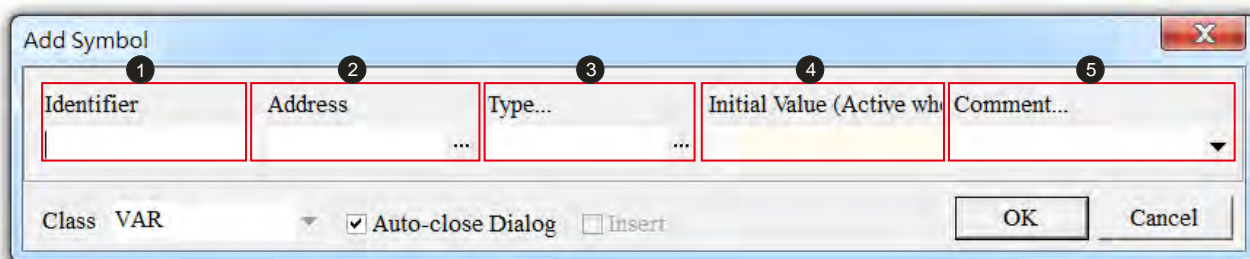 Add Symbol
1 2 3 4 5
Identifier Address Type... Initial Value (Active whe Comment...
... ...
Class VAR Auto-close Dialog Insert OK Cancel